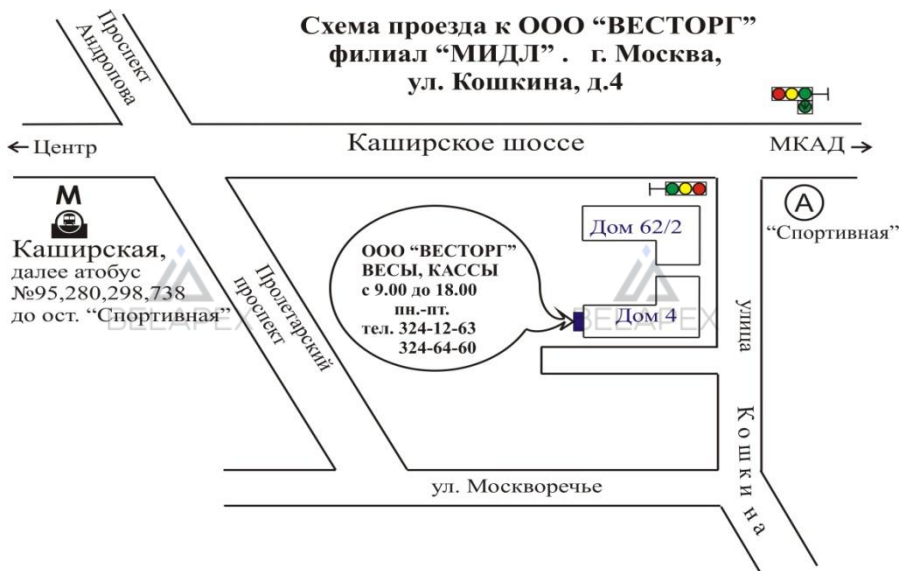 Схема проезда к ООО “ВЕСТОРГ”
филиал “МИДЛ” .   г. Москва,
ул. Кошкина, д.4
Проспект
Андропова
← Центр
Каширское шоссе
МКАД →
М
Каширская,
далее атобус
№95,280,298,738
до ост. “Спортивная”
Пролетарский
проспект
ООО “ВЕСТОРГ”
ВЕСЫ, КАССЫ
с 9.00 до 18.00
пн.-пт.
тел. 324-12-63
324-64-60
Дом 62/2
Дом 4
А
“Спортивная”
улица Кошкина
ул. Москворечье
BELAPEX
BELAPEX